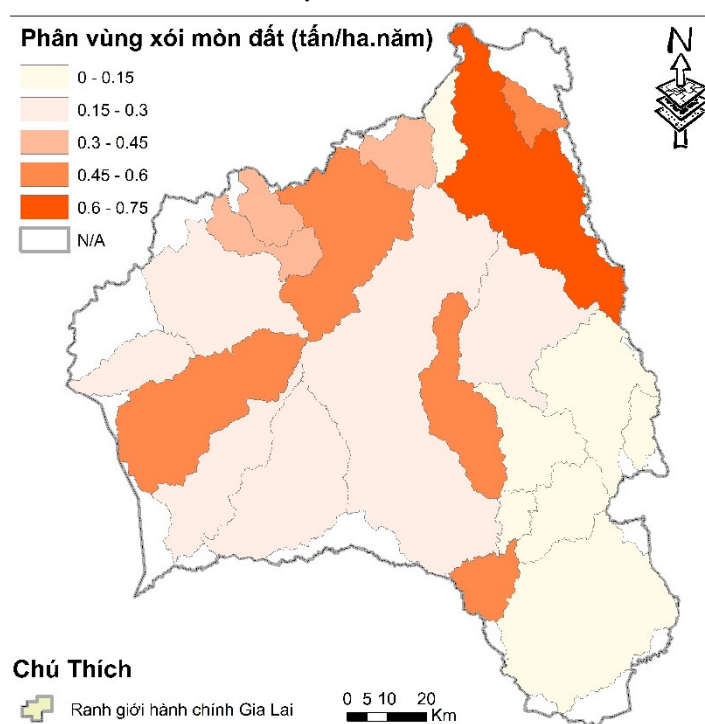 Phân vùng xói mòn đất (tấn/ha.năm)
N
0 - 0.15
0.15 - 0.3
0.3 - 0.45
0.45 - 0.6
0.6 - 0.75
N/A
Chú Thích
Ranh giới hành chính Gia Lai
0 5 10 20
Km